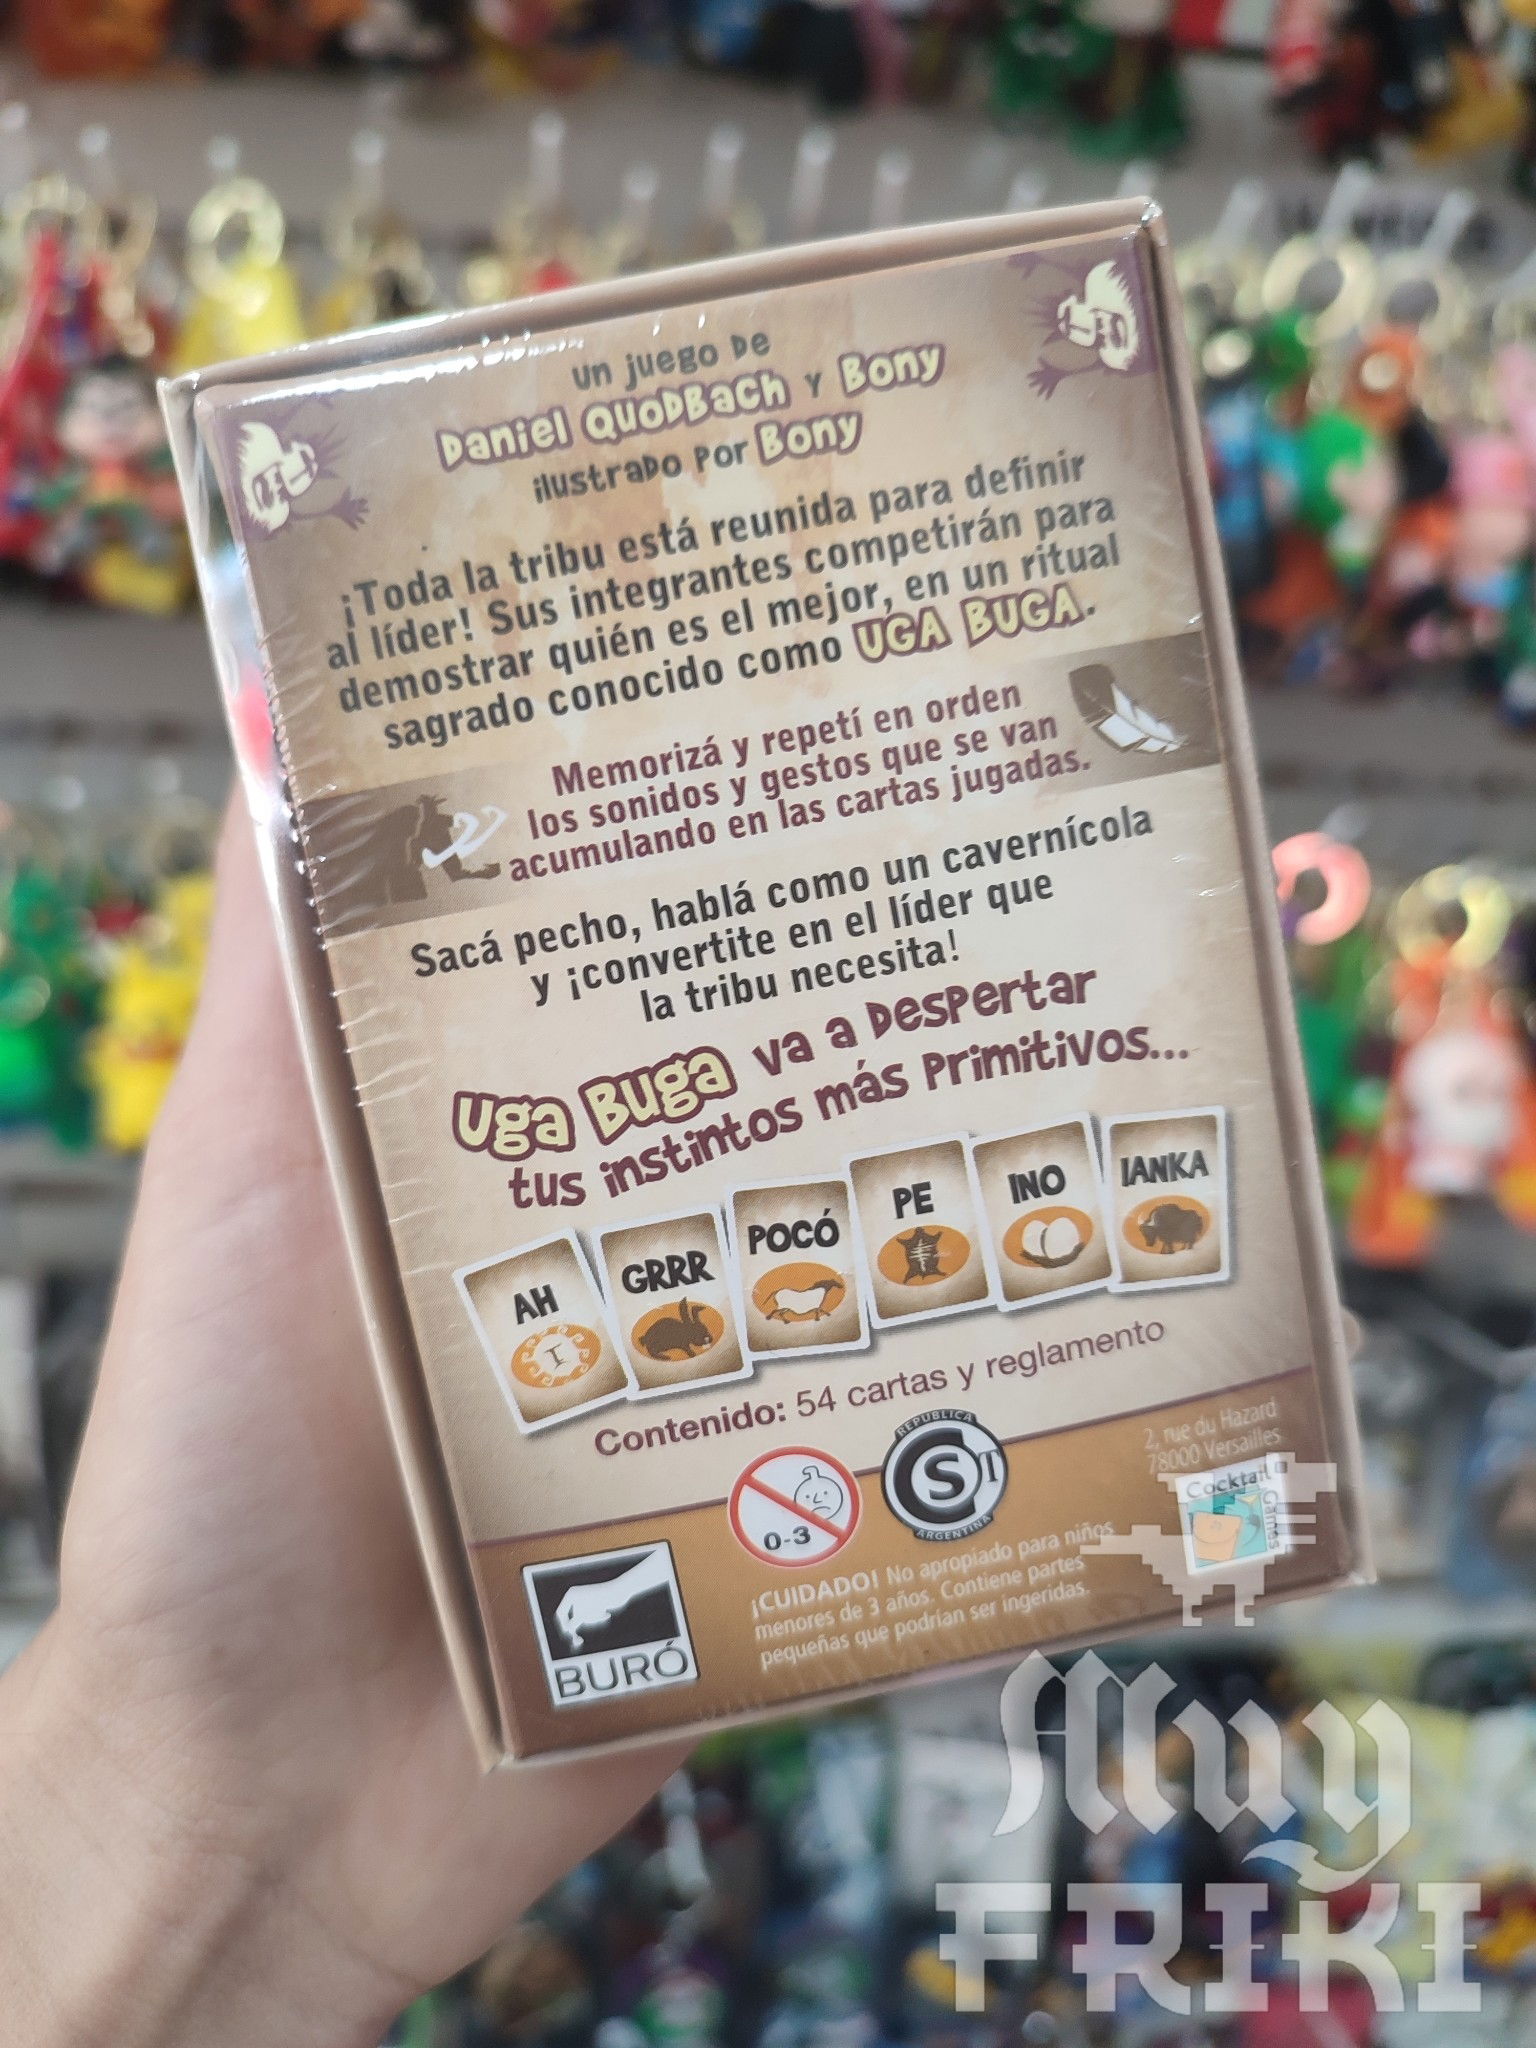 un juego de
Daniel Quodbach y Bony
ilustrado por Bony
¡Toda la tribu está reunida para definir
al líder! Sus integrantes competirán para
demostrar quién es el mejor, en un ritual
sagrado conocido como UGA BUGA.
Memorizá y repetí en orden
los sonidos y gestos que se van
acumulando en las cartas jugadas.
Sacá pecho, hablá como un cavernícola
y ¡convertite en el líder que
la tribu necesita!
Uga Buga va a despertar
tus instintos más primitivos...
AH
GRRR
POCÓ
PE
INO
IANKA
Contenido: 54 cartas y reglamento
0-3
REPUBLICA
S T
ARGENTINA
2, rue du Hazard
78000 Versailles
Cocktail
Games
BURÓ
¡CUIDADO! No apropiado para niños
menores de 3 años. Contiene partes
pequeñas que podrían ser ingeridas.
Muy
FRIKI